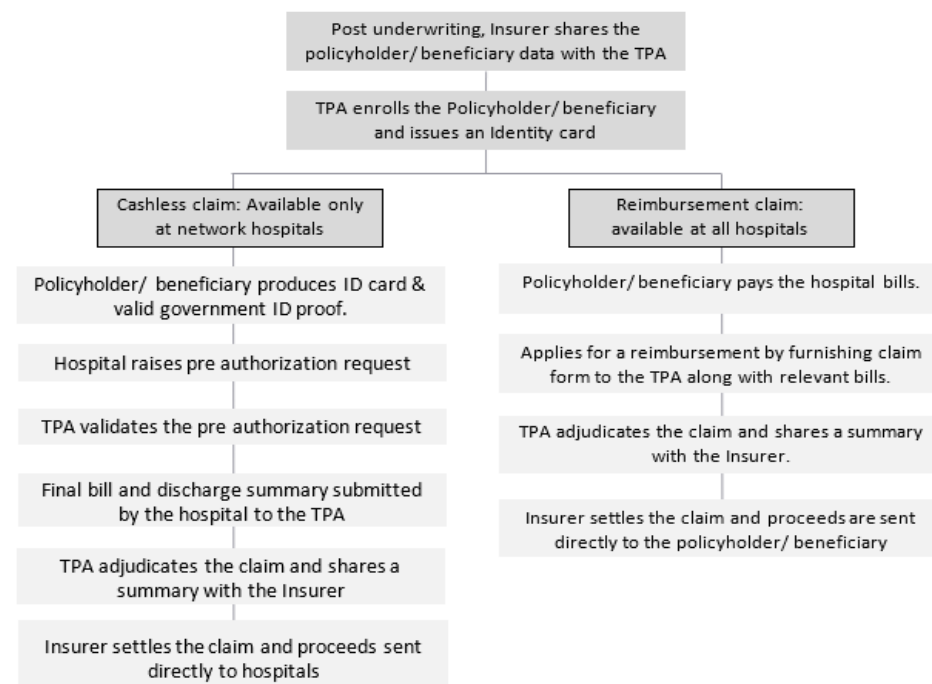 Post underwriting, Insurer shares the
policyholder/ beneficiary data with the TPA
TPA enrolls the Policyholder/ beneficiary
and issues an Identity card
Cashless claim: Available only
at network hospitals
Policyholder/ beneficiary produces ID card &
valid government ID proof.
Hospital raises pre authorization request
TPA validates the pre authorization request
Final bill and discharge summary submitted
by the hospital to the TPA
TPA adjudicates the claim and shares a
summary with the Insurer
Insurer settles the claim and proceeds sent
directly to hospitals
Reimbursement claim:
available at all hospitals
Policyholder/ beneficiary pays the hospital bills.
Applies for a reimbursement by furnishing claim
form to the TPA along with relevant bills.
TPA adjudicates the claim and shares a summary
with the Insurer.
Insurer settles the claim and proceeds are sent
directly to the policyholder/ beneficiary